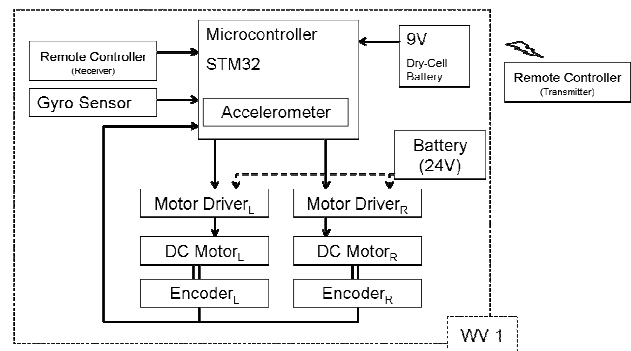 Microcontroller
STM32
Accelerometer
Remote Controller
(Receiver)
Gyro Sensor
9V
Dry-Cell
Battery
Remote Controller
(Transmitter)
Battery
(24V)
Motor DriverL
Motor DriverR
DC MotorL
DC MotorR
EncoderL
EncoderR
WV 1